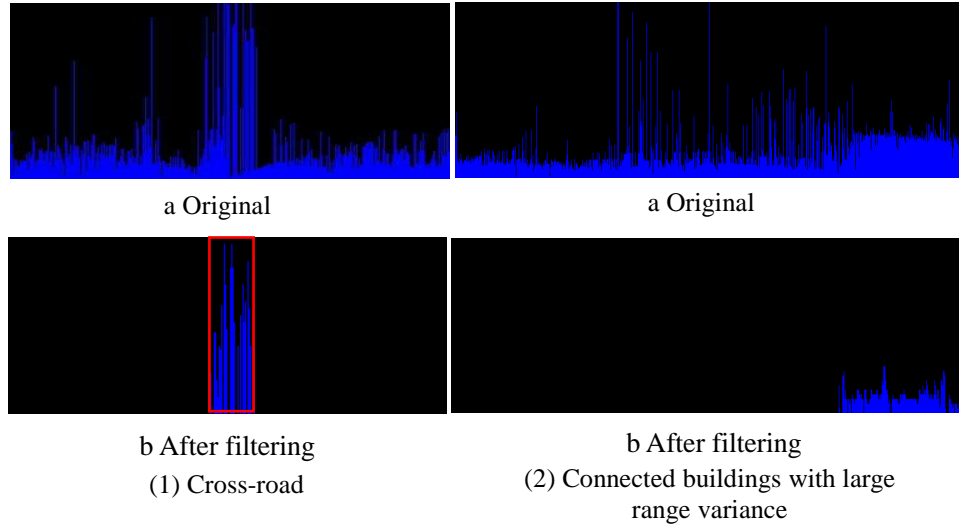 a Original
a Original
b After filtering
(1) Cross-road
b After filtering
(2) Connected buildings with large
range variance